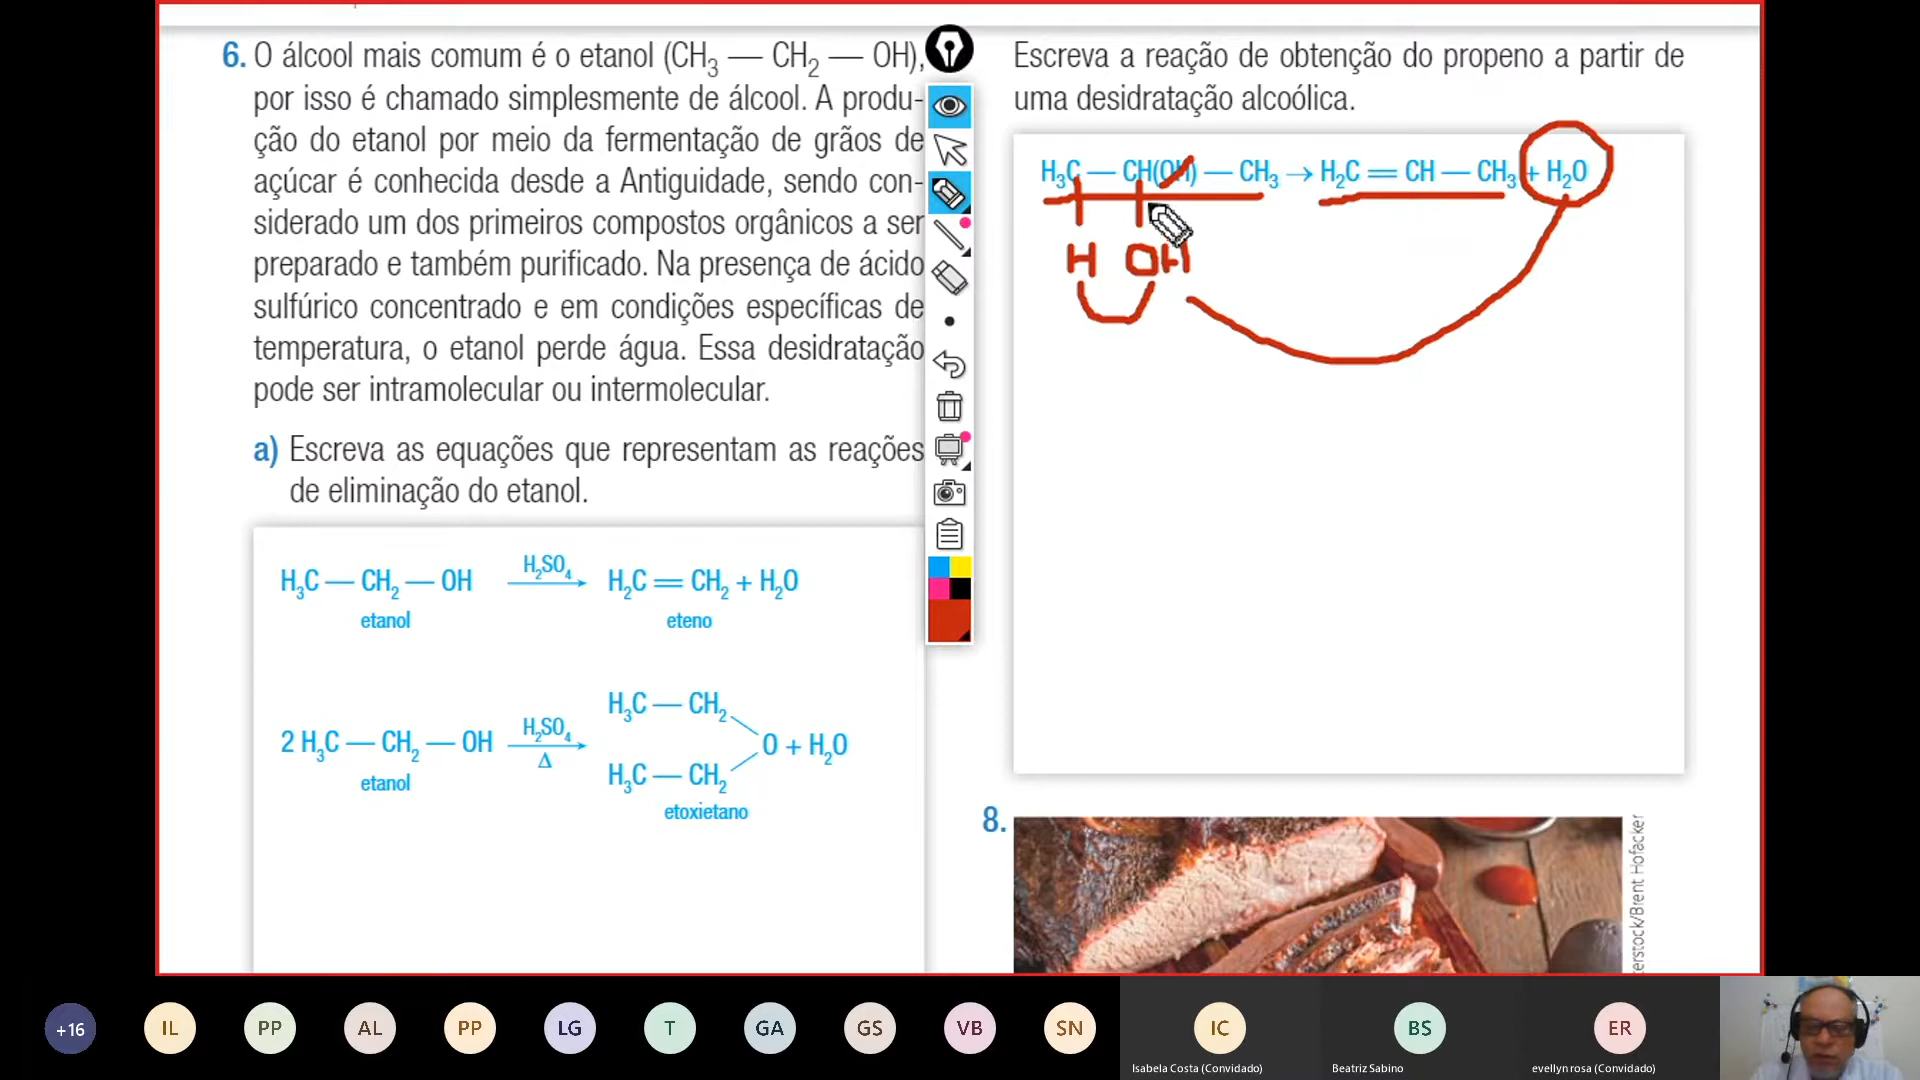 6. O álcool mais comum é o etanol (CH3 — CH2 — OH),
por isso é chamado simplesmente de álcool. A produ-
ção do etanol por meio da fermentação de grãos de
açúcar é conhecida desde a Antiguidade, sendo con-
siderado um dos primeiros compostos orgânicos a ser
preparado e também purificado. Na presença de ácido
sulfúrico concentrado e em condições específicas de
temperatura, o etanol perde água. Essa desidratação
pode ser intramolecular ou intermolecular.
a) Escreva as equações que representam as reações
de eliminação do etanol.
H3C — CH2 — OH H2SO4 → H2C = CH2 + H2O
etanol eteno
H3C — CH2
2 H3C — CH2 — OH H2SO4 Δ → O + H2O
H3C — CH2
etanol
etoxietano
Escreva a reação de obtenção do propeno a partir de
uma desidratação alcoólica.
H3C — CH(OH) — CH3 → H2C = CH — CH3 + H2O
H OH
8.
erstock/Brent Hofacker
+16 IL PP AL PP LG T GA GS VB SN IC BS ER
Isabela Costa (Convidado) Beatriz Sabino evellyn rosa (Convidado)